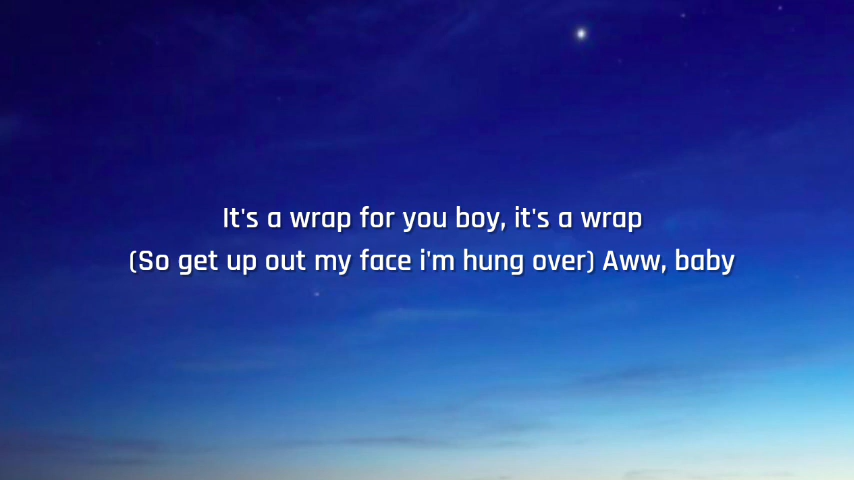 It's a wrap for you boy, it's a wrap
(So get up out my face i'm hung over) Aww, baby